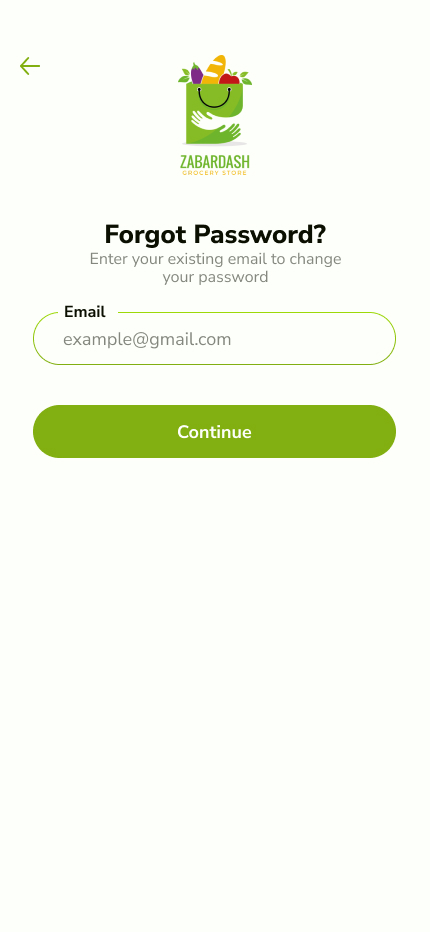 ZABARDASH
GROCERY STORE
Forgot Password?
Enter your existing email to change
your password
Email
example@gmail.com
Continue